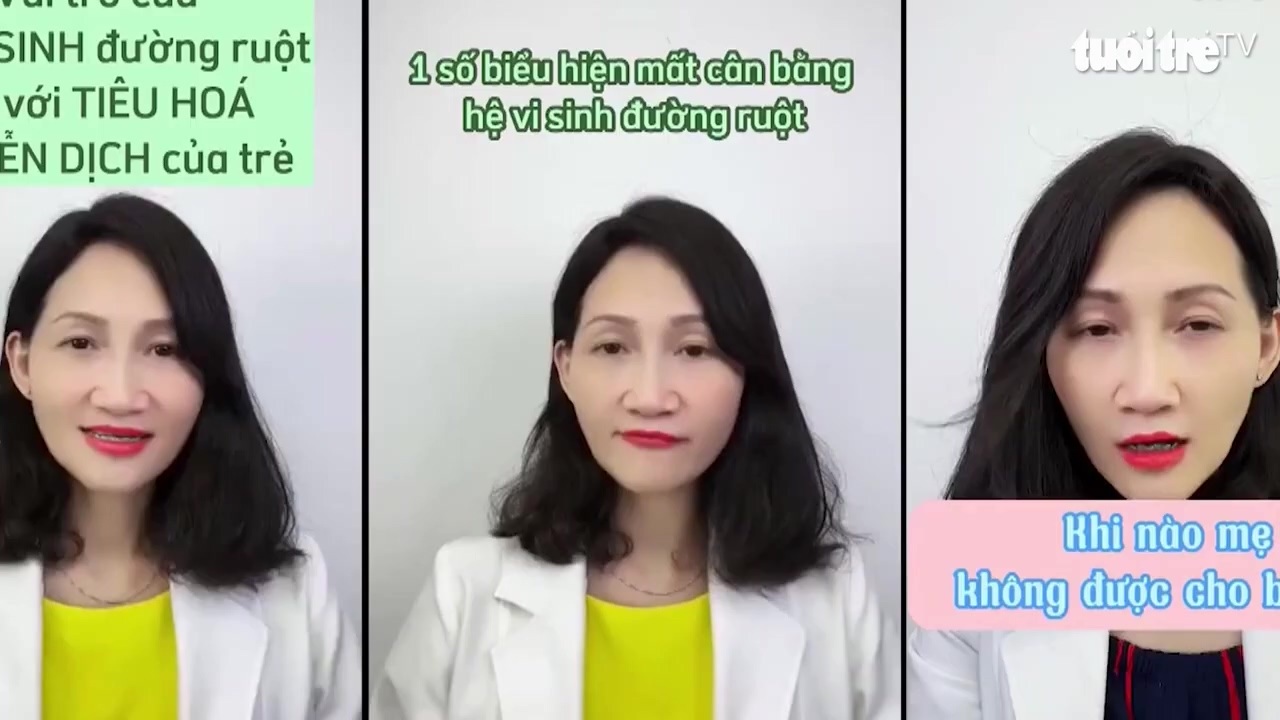 SINH đường ruột
với TIÊU HOÁ
ỄN DỊCH của trẻ
1 số biểu hiện mất cân bằng
hệ vi sinh đường ruột
tuổi trẻ TV
Khi nào mẹ
không được cho b